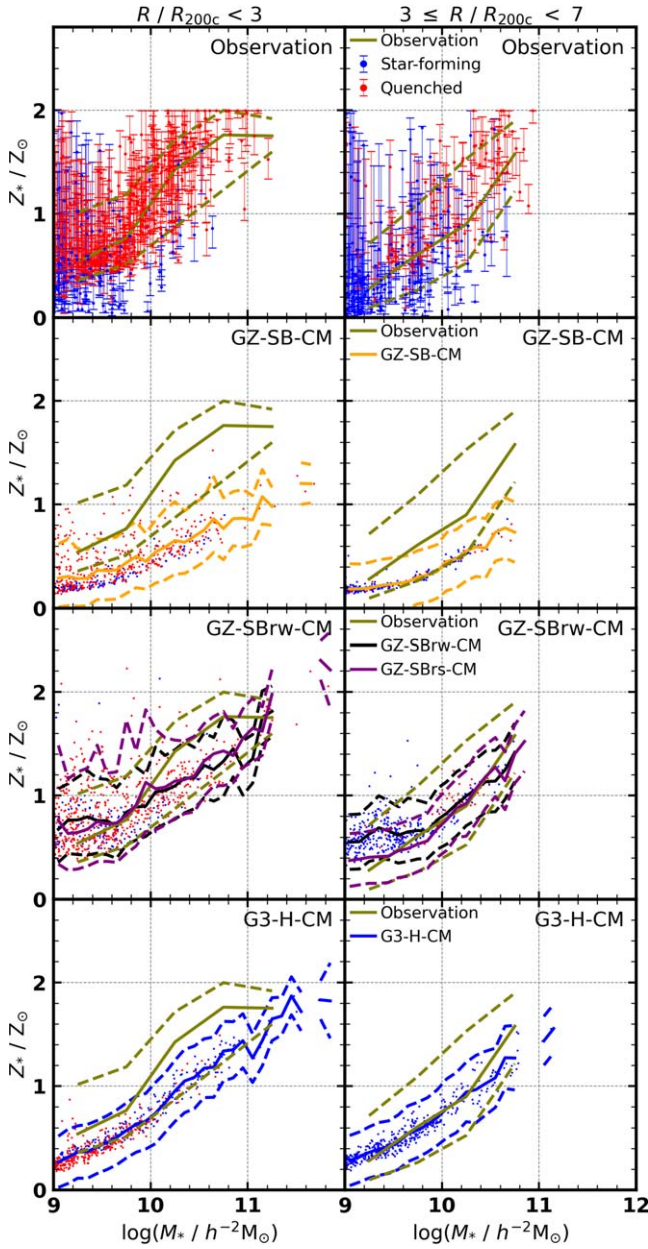 R / R200c < 3
3 ≤ R / R200c < 7
Observation
Observation
Observation
Star-forming
Quenched
Z* / Z⊙
2
1
0
GZ-SB-CM
GZ-SB-CM
Observation
GZ-SB-CM
Z* / Z⊙
2
1
0
GZ-SBrw-CM
GZ-SBrw-CM
Observation
GZ-SBrw-CM
GZ-SBrs-CM
Z* / Z⊙
2
1
0
G3-H-CM
G3-H-CM
Observation
G3-H-CM
Z* / Z⊙
2
1
0
9 10 11 9 10 11 12
log(M* / h⁻²M⊙) log(M* / h⁻²M⊙)